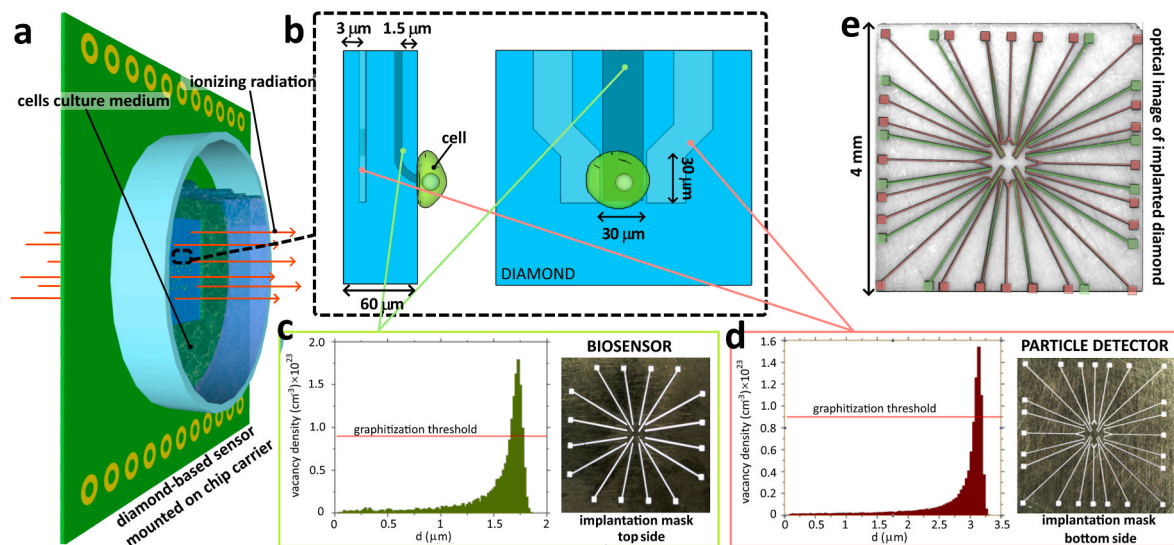 a
ionizing radiation
cells culture medium
diamond-based sensor
mounted on chip carrier
b
3 µm
1.5 µm
cell
30 µm
30 µm
DIAMOND
60 µm
e
4 mm
optical image of implanted diamond
c
BIOSENSOR
vacancy density (cm-3)×10²³
2.0
1.5
1.0
0.5
0
graphitization threshold
0
0.5
1
1.5
2
d (µm)
implantation mask
top side
d
PARTICLE DETECTOR
vacancy density (cm-3)×10²³
1.6
1.4
1.2
1.0
0.8
0.6
0.4
0.2
0
graphitization threshold
0
0.5
1
1.5
2
2.5
3
3.5
d (µm)
implantation mask
bottom side